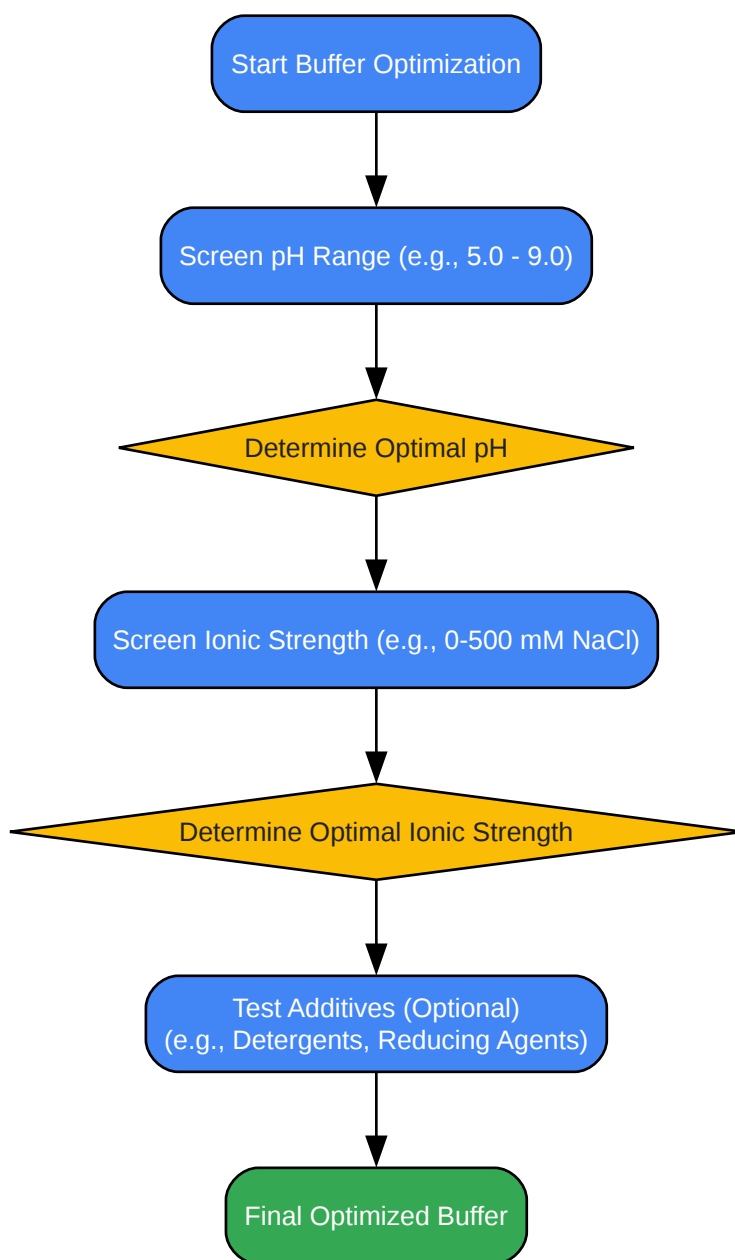 Start Buffer Optimization
Screen pH Range (e.g., 5.0 - 9.0)
Determine Optimal pH
Screen Ionic Strength (e.g., 0-500 mM NaCl)
Determine Optimal Ionic Strength
Test Additives (Optional)
(e.g., Detergents, Reducing Agents)
Final Optimized Buffer